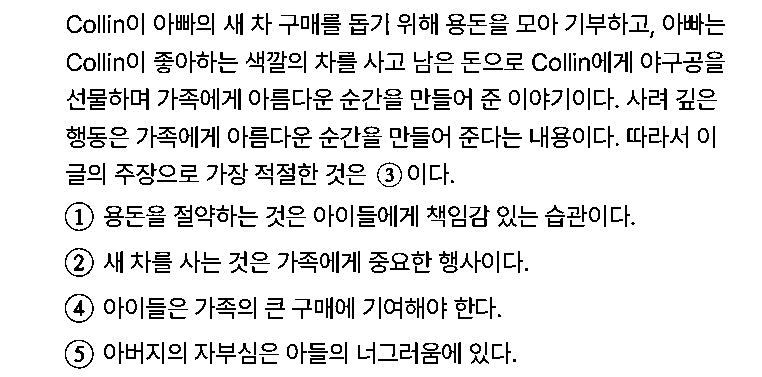 Collin이 아빠의 새 차 구매를 돕기 위해 용돈을 모아 기부하고, 아빠는
Collin이 좋아하는 색깔의 차를 사고 남은 돈으로 Collin에게 야구공을
선물하며 가족에게 아름다운 순간을 만들어 준 이야기이다. 사려 깊은
행동은 가족에게 아름다운 순간을 만들어 준다는 내용이다. 따라서 이
글의 주장으로 가장 적절한 것은 ③이다.
① 용돈을 절약하는 것은 아이들에게 책임감 있는 습관이다.
② 새 차를 사는 것은 가족에게 중요한 행사이다.
④ 아이들은 가족의 큰 구매에 기여해야 한다.
⑤ 아버지의 자부심은 아들의 너그러움에 있다.